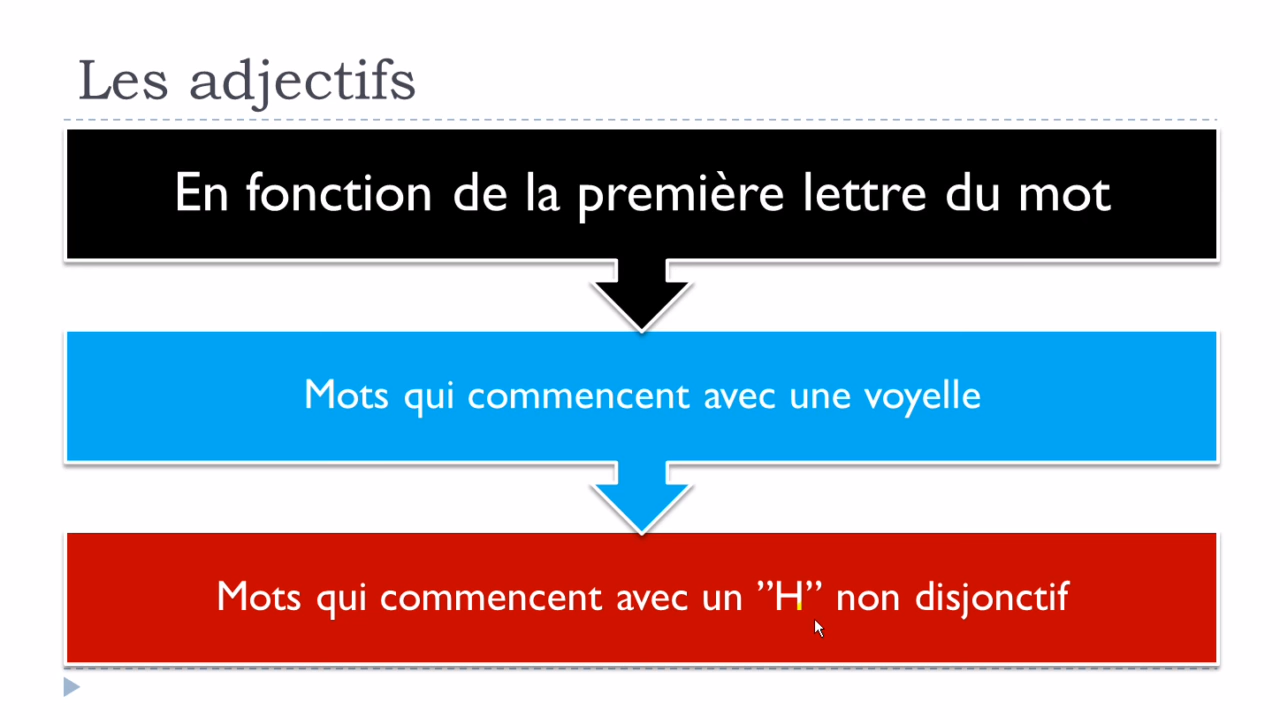 Les adjectifs
En fonction de la première lettre du mot
Mots qui commencent avec une voyelle
Mots qui commencent avec un ”H” non disjonctif